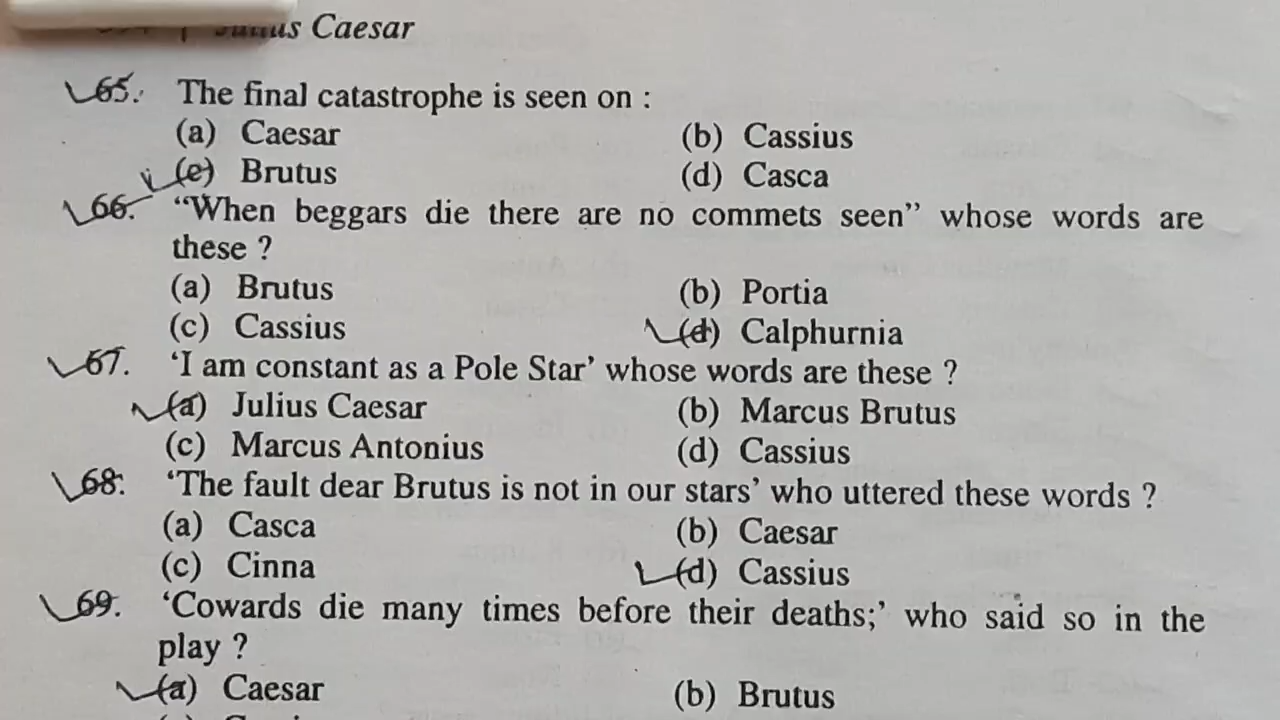 Julius Caesar
65. The final catastrophe is seen on :
(a) Caesar (b) Cassius
(c) Brutus (d) Casca
66. “When beggars die there are no commets seen” whose words are
these ?
(a) Brutus (b) Portia
(c) Cassius (d) Calphurnia
67. ‘I am constant as a Pole Star’ whose words are these ?
(a) Julius Caesar (b) Marcus Brutus
(c) Marcus Antonius (d) Cassius
68. ‘The fault dear Brutus is not in our stars’ who uttered these words ?
(a) Casca (b) Caesar
(c) Cinna (d) Cassius
69. ‘Cowards die many times before their deaths;’ who said so in the
play ?
(a) Caesar (b) Brutus